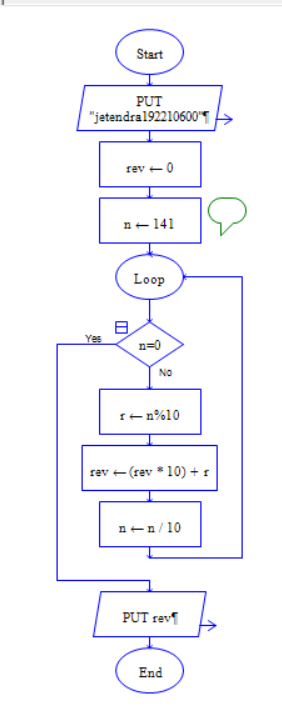 Start
PUT
"jetendra192210600"¶
rev ← 0
n ← 141
Loop
Yes
n=0
No
r ← n%10
rev ← (rev * 10) + r
n ← n / 10
PUT rev¶
End